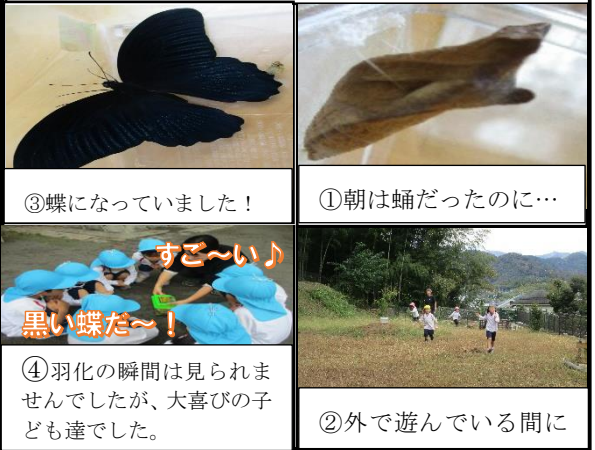 ①朝は蛹だったのに…
②外で遊んでいる間に
③蝶になっていました！
すご～い♪
黒い蝶だ～！
④羽化の瞬間は見られま
せんでしたが、大喜びの子
ども達でした。